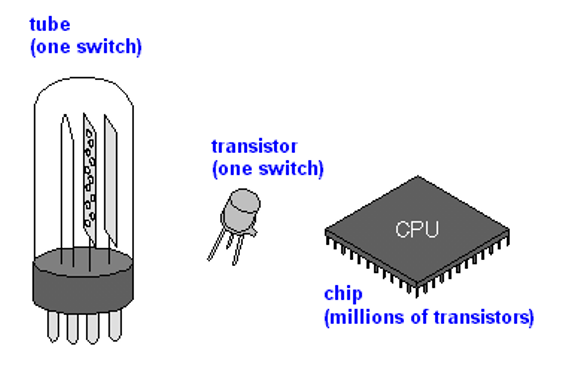 tube
(one switch)
transistor
(one switch)
CPU
chip
(millions of transistors)